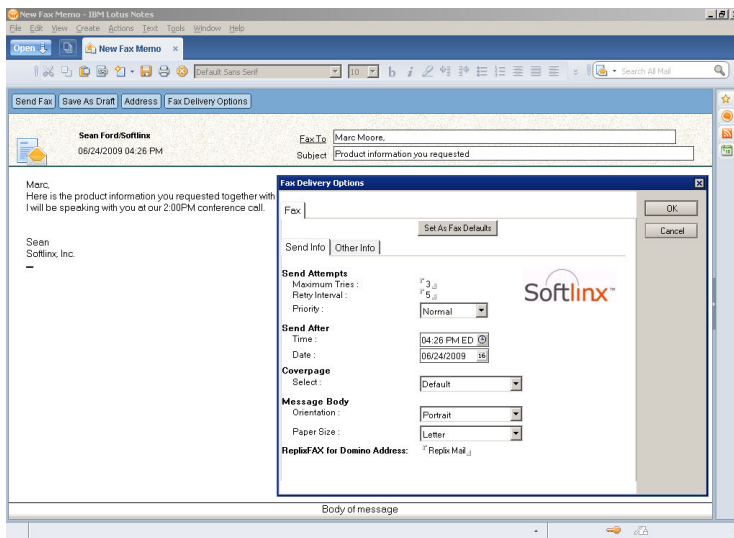 New Fax Memo - IBM Lotus Notes
File Edit View Create Actions Text Tools Window Help
Open New Fax Memo ×
Default Sans Serif 10 b i Search All Mail
Send Fax Save As Draft Address Fax Delivery Options
Sean Ford/Softlinx
06/24/2009 04:26 PM
Fax To Marc Moore,
Subject Product information you requested
Marc,
Here is the product information you requested together with
I will be speaking with you at our 2:00PM conference call.
Sean
Softlinx, Inc.
Fax Delivery Options
Fax
OK
Cancel
Set As Fax Defaults
Send Info Other Info
Softlinx™
Send Attempts
Maximum Tries : 3
Retry Interval : 5
Priority : Normal
Send After
Time : 04:26 PM ED
Date : 06/24/2009 16
Coverpage
Select : Default
Message Body
Orientation : Portrait
Paper Size : Letter
ReplixFAX for Domino Address: Replix Mail
Body of message